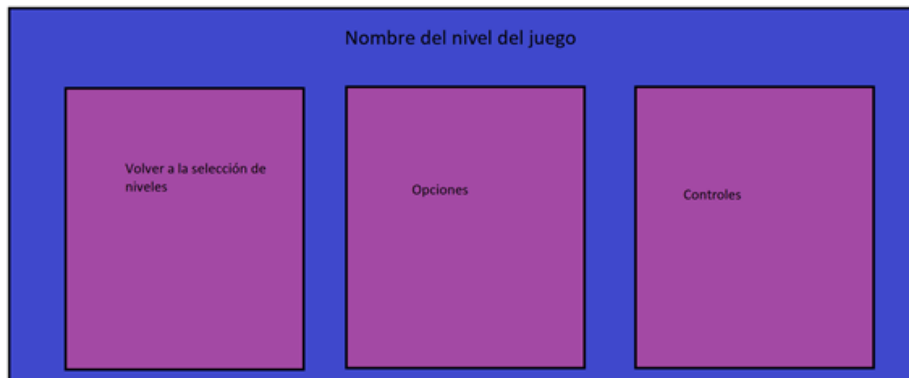 Nombre del nivel del juego
Volver a la selección de
niveles
Opciones
Controles